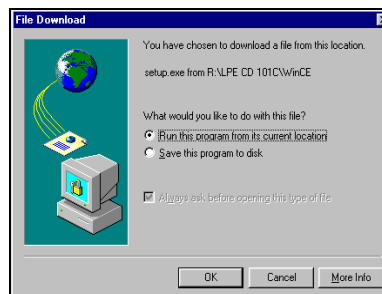 File Download
You have chosen to download a file from this location.
setup.exe from R:\LPE CD 101C\WinCE
What would you like to do with this file?
Run this program from its current location
Save this program to disk
Always ask before opening this type of file
OK Cancel More Info